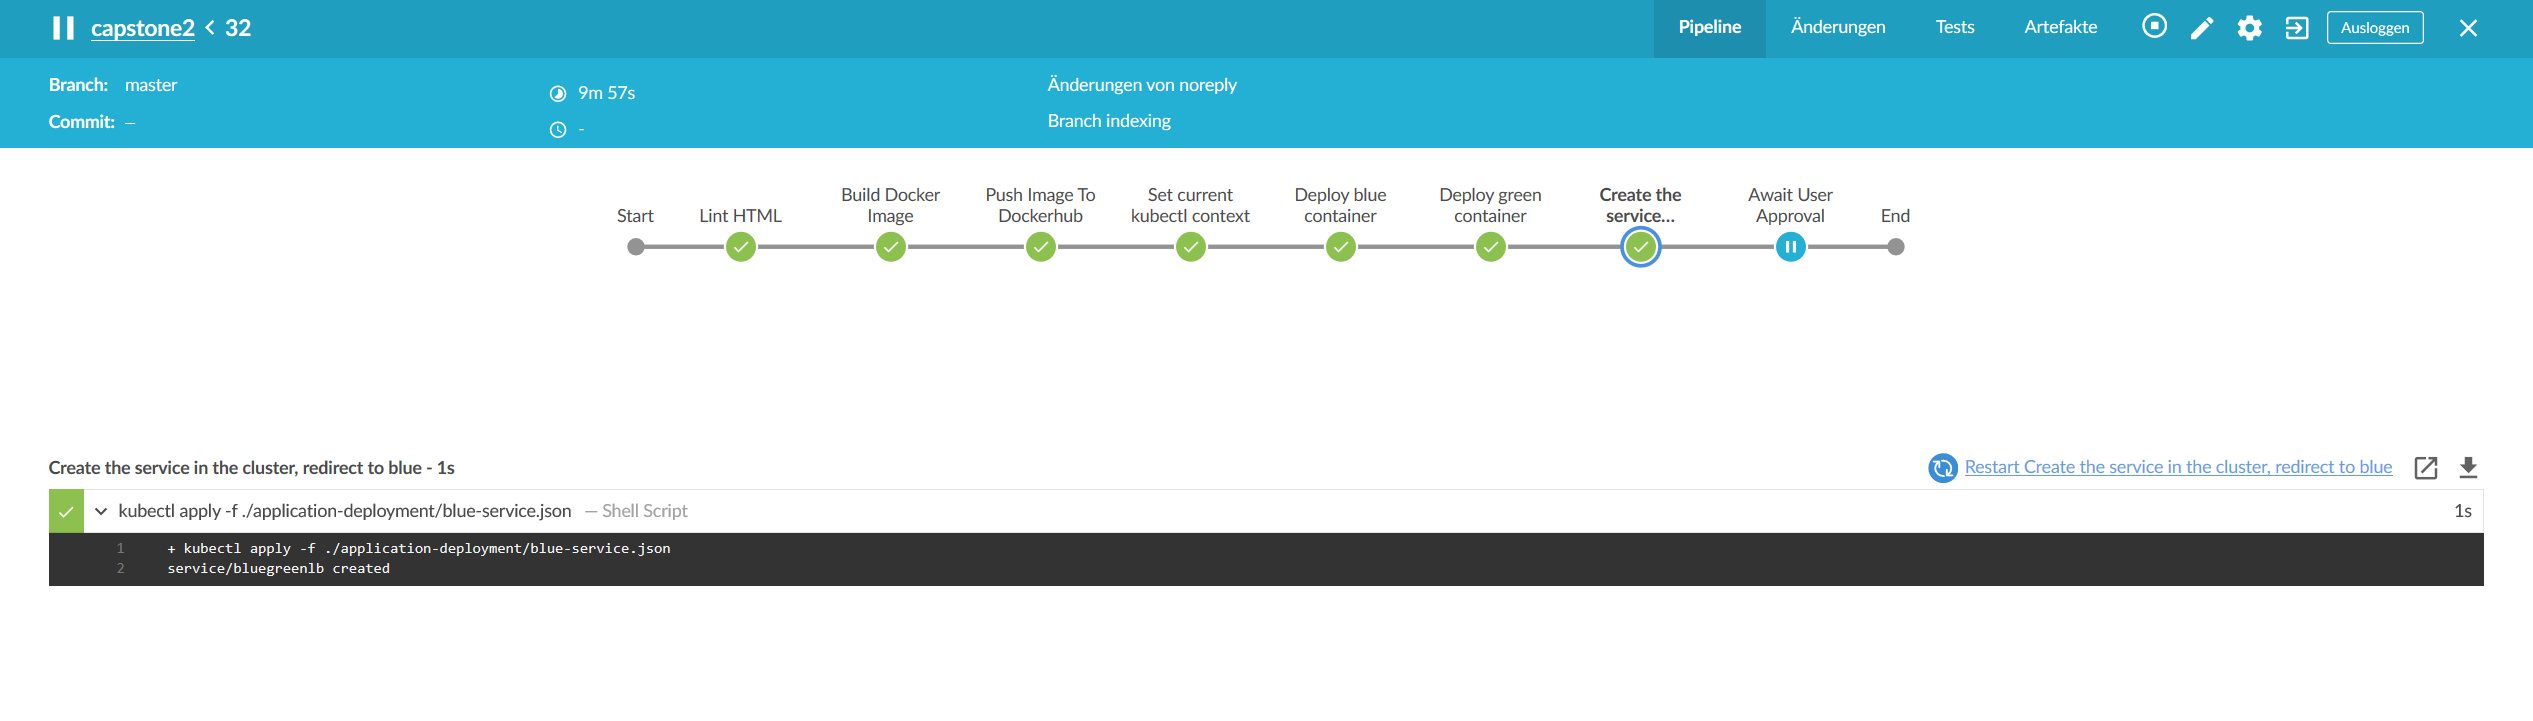 capstone2 < 32
Pipeline Änderungen Tests Artefakte Ausloggen
Branch: master
Commit: –
9m 57s
-
Änderungen von noreply
Branch indexing
Start
Lint HTML
Build Docker
Image
Push Image To
Dockerhub
Set current
kubectl context
Deploy blue
container
Deploy green
container
Create the
service...
Await User
Approval
End
Create the service in the cluster, redirect to blue - 1s
Restart Create the service in the cluster, redirect to blue
kubectl apply -f ./application-deployment/blue-service.json — Shell Script 1s
1 + kubectl apply -f ./application-deployment/blue-service.json
2 service/bluegreenlb created